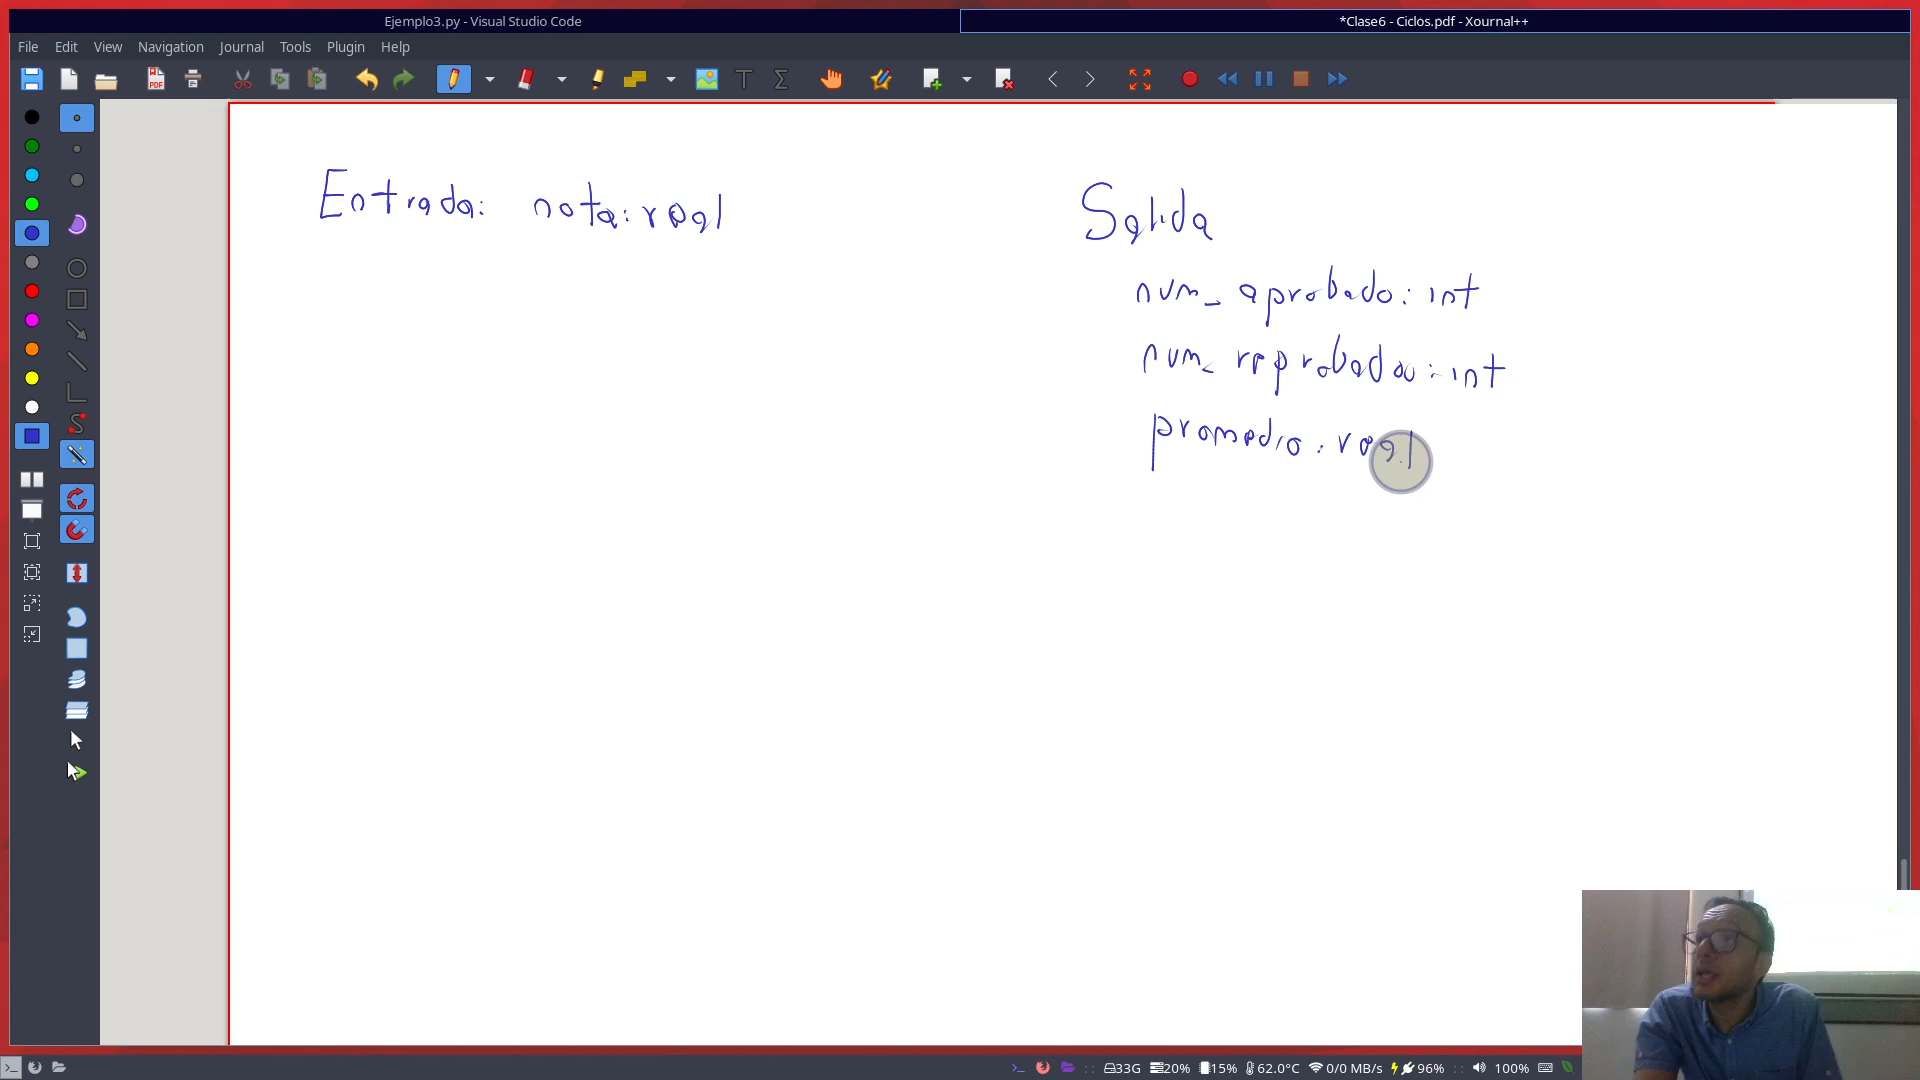 Ejemplo3.py - Visual Studio Code
*Clase6 - Ciclos.pdf - Xournal++
File Edit View Navigation Journal Tools Plugin Help
Entrada: nota: real
Salida
num_aprobado: int
num_reprobado: int
promedio: real
33G 20% 15% 62.0°C 0/0 MB/s 96% 100%